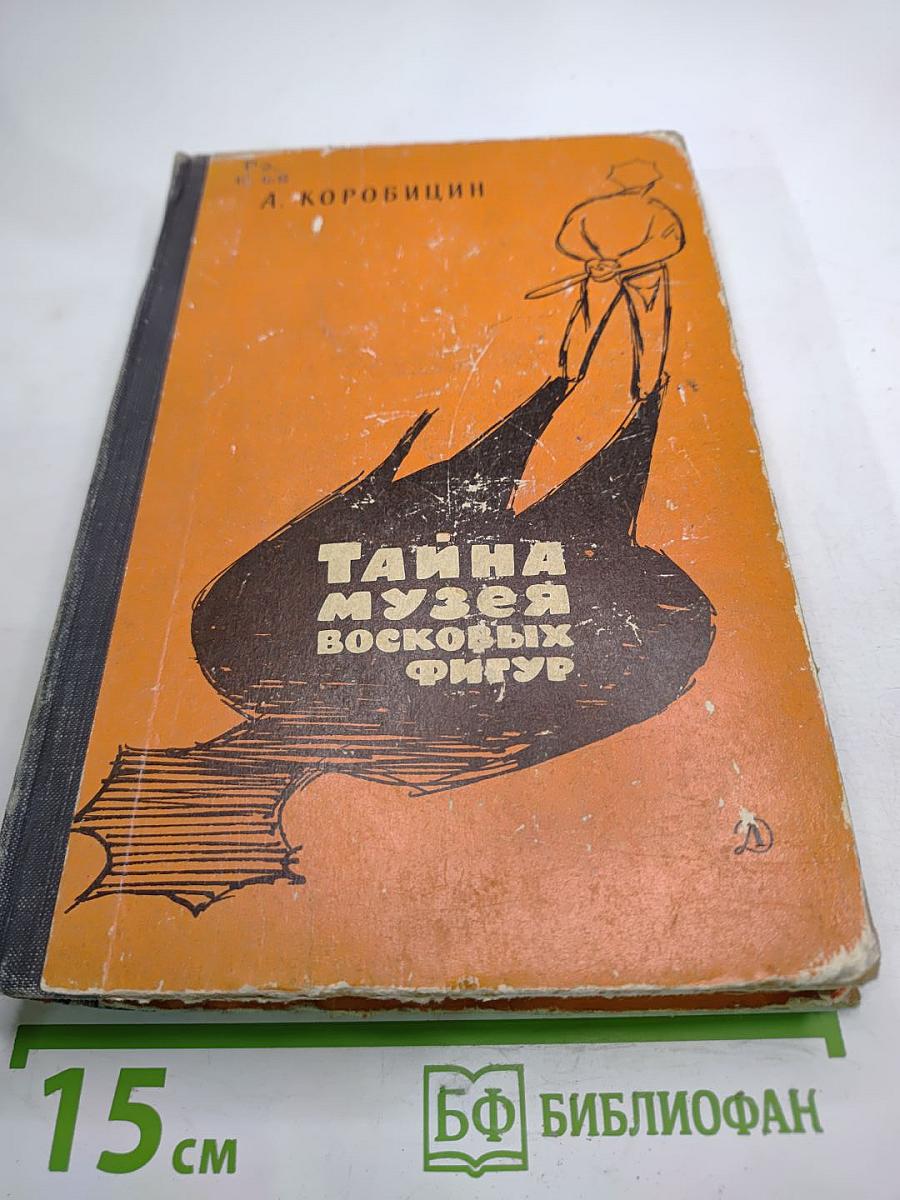 А. КОРОБИЦИН
ТАЙНА
МУЗЕЯ
ВОСКОВЫХ
ФИГУР
Д
15 см
БФ БИБЛИОФАН